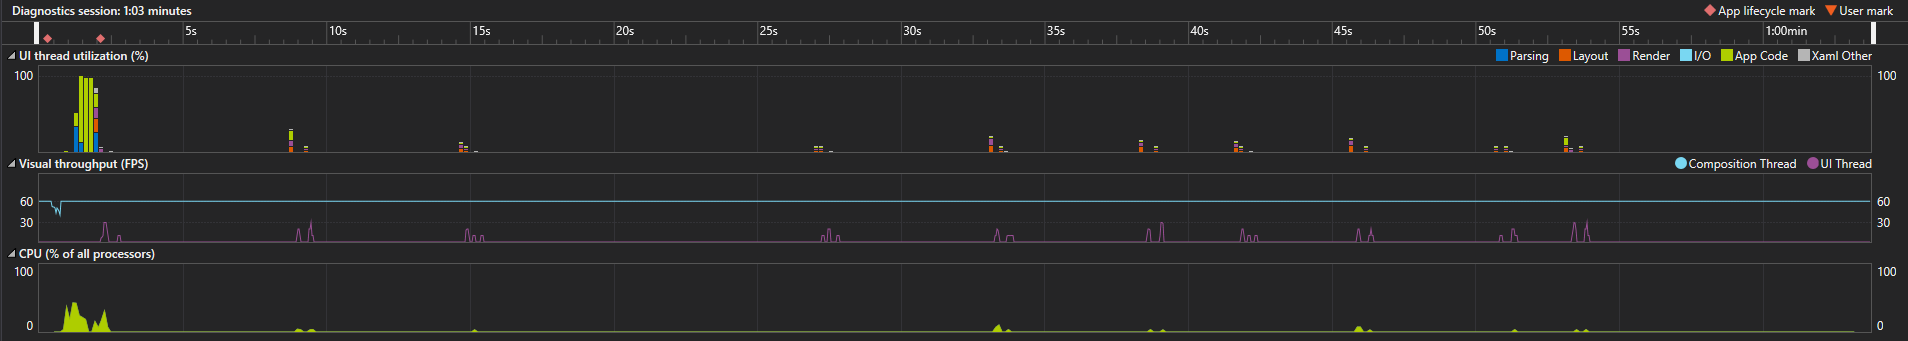 Diagnostics session: 1:03 minutes App lifecycle mark User mark
5s 10s 15s 20s 25s 30s 35s 40s 45s 50s 55s 1:00min
UI thread utilization (%) Parsing Layout Render I/O App Code Xaml Other
100 100
Visual throughput (FPS) Composition Thread UI Thread
60 60
30 30
CPU (% of all processors)
100 100
0 0